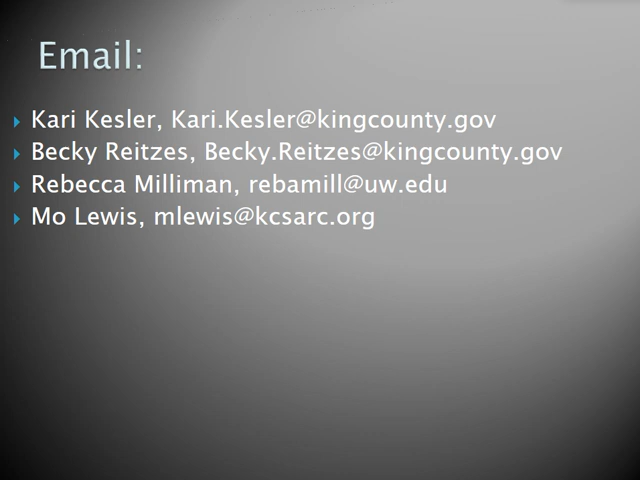 Email:
Kari Kesler, Kari.Kesler@kingcounty.gov
Becky Reitzes, Becky.Reitzes@kingcounty.gov
Rebecca Milliman, rebamill@uw.edu
Mo Lewis, mlewis@kcsarc.org